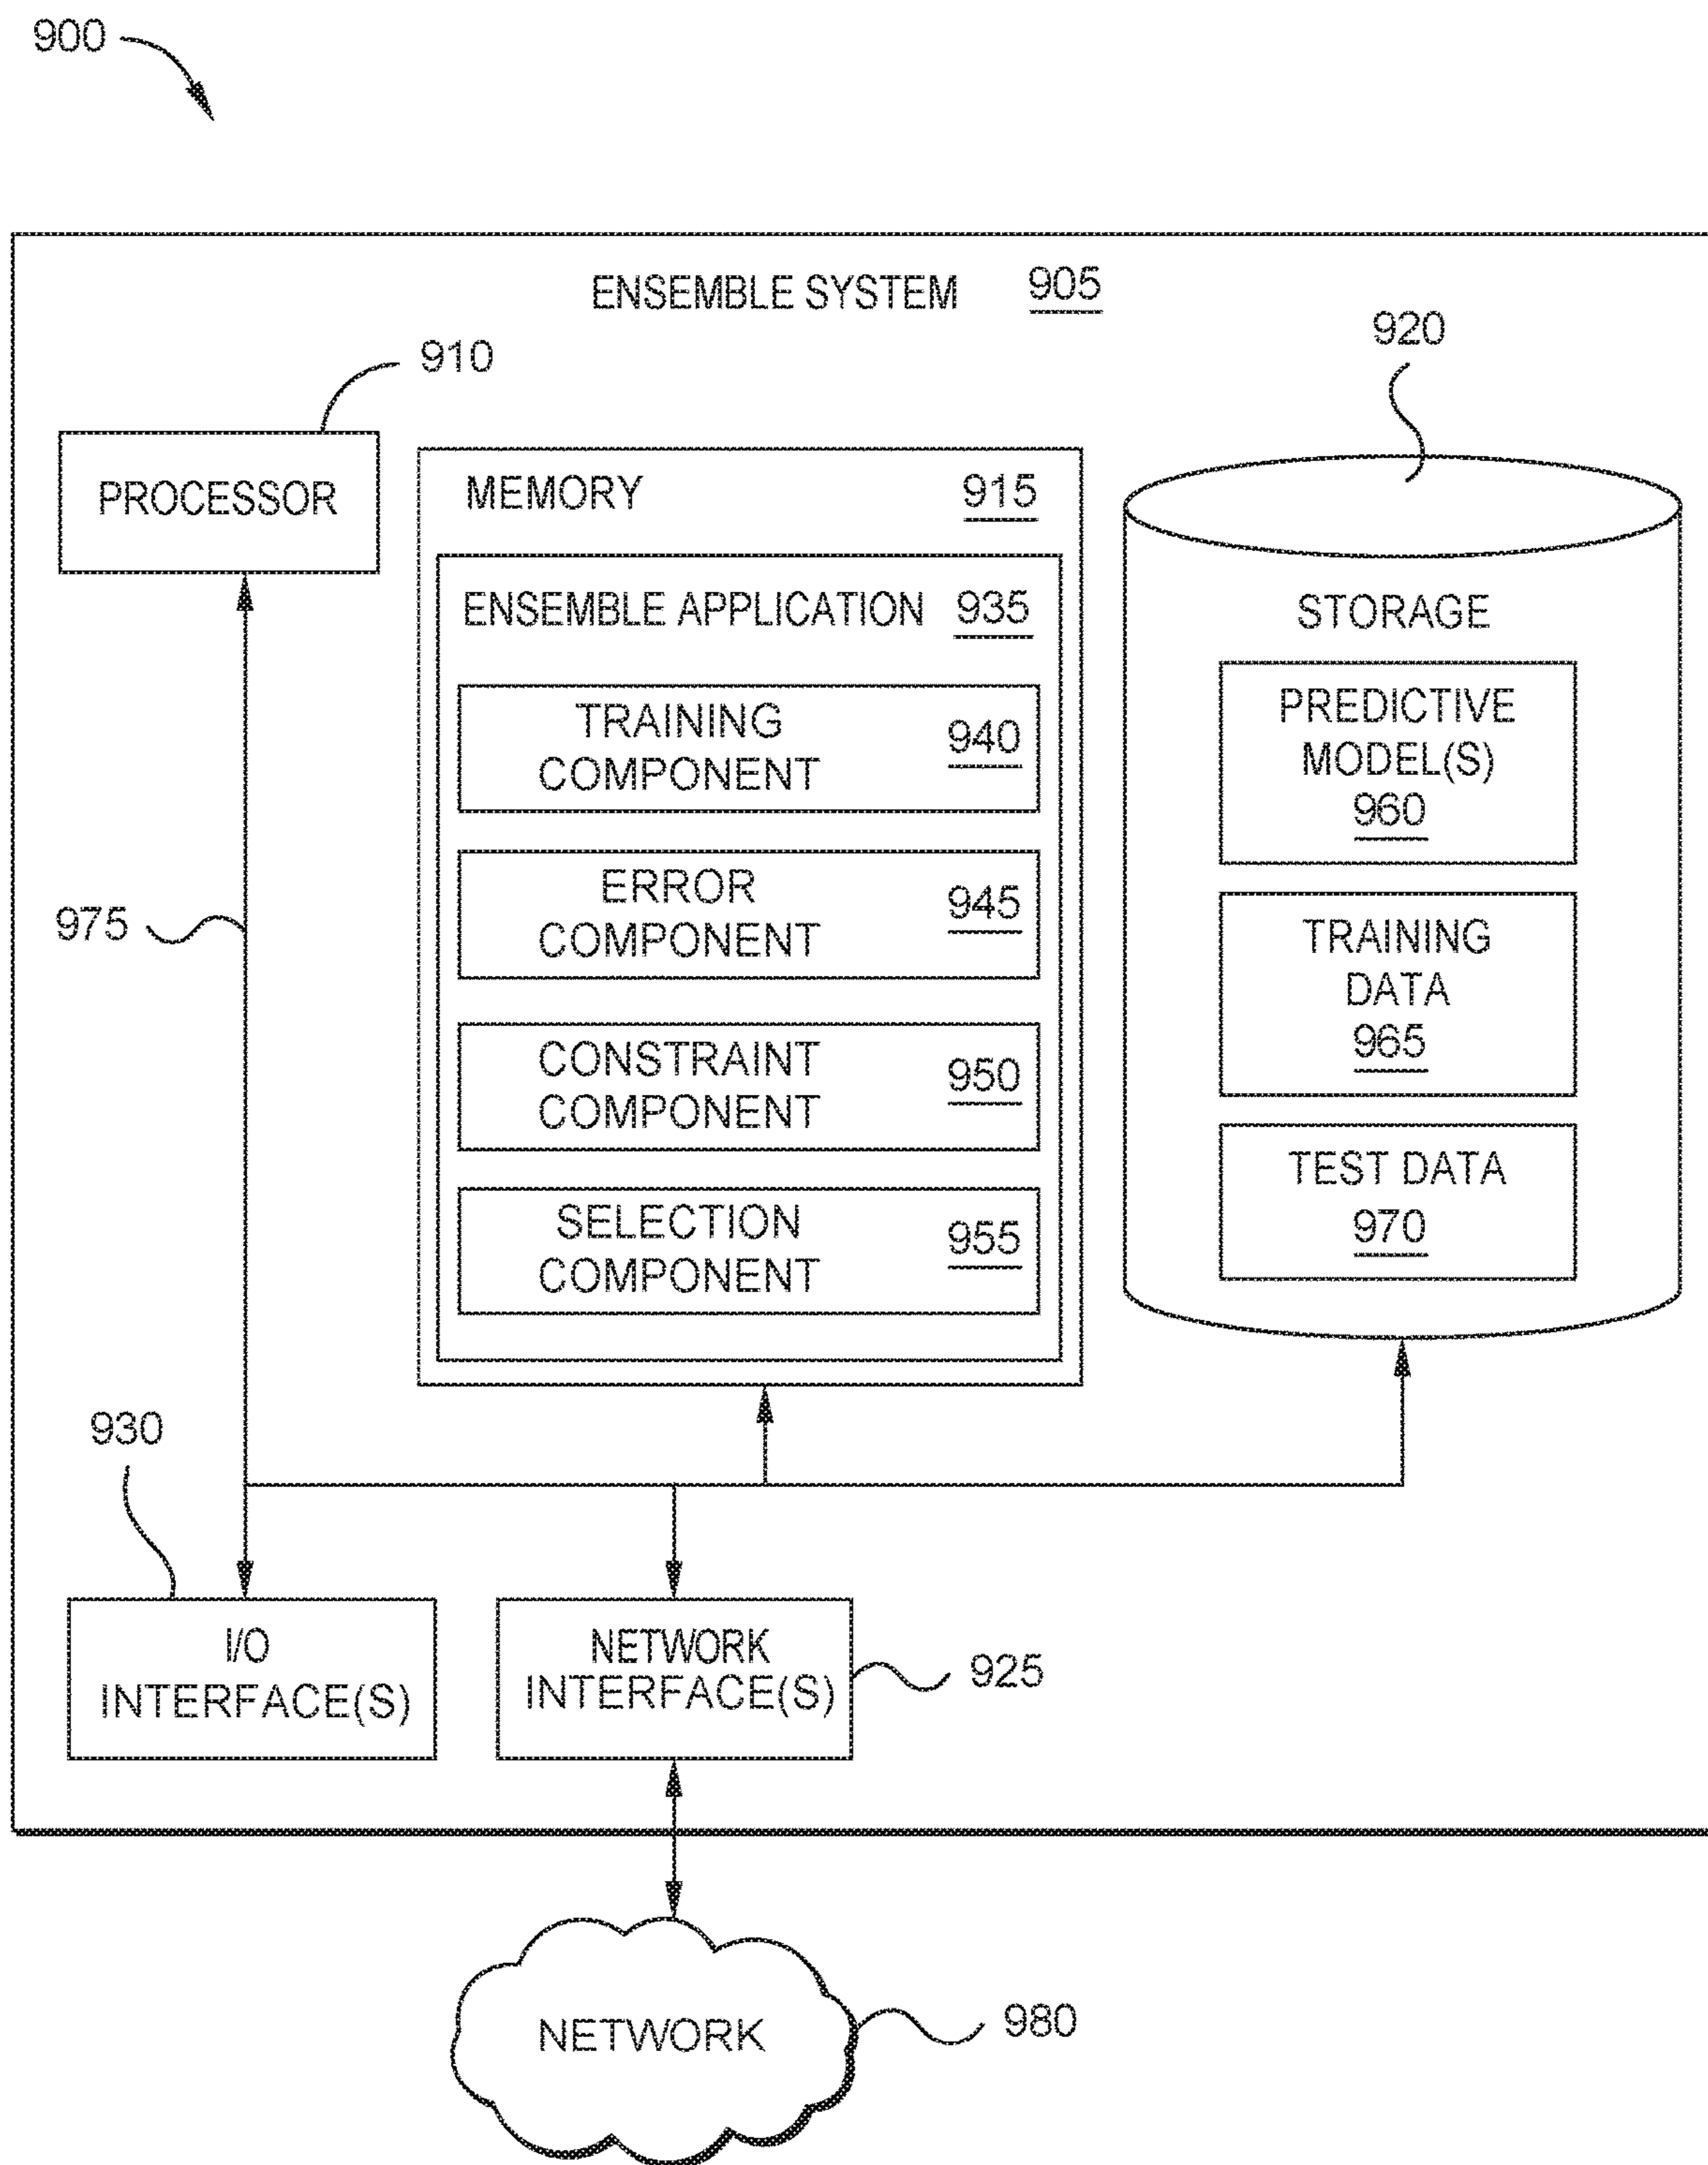 900
ENSEMBLE SYSTEM 905
910
920
PROCESSOR
MEMORY 915
ENSEMBLE APPLICATION 935
TRAINING
COMPONENT
940
ERROR
COMPONENT
945
CONSTRAINT
COMPONENT
950
SELECTION
COMPONENT
955
STORAGE
PREDICTIVE
MODEL(S)
960
TRAINING
DATA
965
TEST DATA
970
975
930
I/O
INTERFACE(S)
NETWORK
INTERFACE(S)
925
NETWORK
980